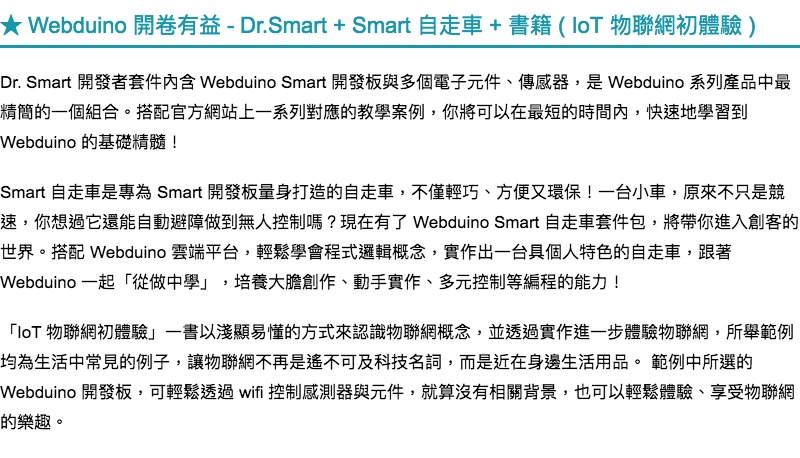 ★ Webduino 開卷有益 - Dr.Smart + Smart 自走車 + 書籍 ( IoT 物聯網初體驗 )
Dr. Smart 開發者套件內含 Webduino Smart 開發板與多個電子元件、傳感器，是 Webduino 系列產品中最
精簡的一個組合。搭配官方網站上一系列對應的教學案例，你將可以在最短的時間內，快速地學習到
Webduino 的基礎精髓！
Smart 自走車是專為 Smart 開發板量身打造的自走車，不僅輕巧、方便又環保！一台小車，原來不只是競
速，你想過它還能自動避障做到無人控制嗎？現在有了 Webduino Smart 自走車套件包，將帶你進入創客的
世界。搭配 Webduino 雲端平台，輕鬆學會程式邏輯概念，實作出一台具個人特色的自走車，跟著
Webduino 一起「從做中學」，培養大膽創作、動手實作、多元控制等編程的能力！
「IoT 物聯網初體驗」一書以淺顯易懂的方式來認識物聯網概念，並透過實作進一步體驗物聯網，所舉範例
均為生活中常見的例子，讓物聯網不再是遙不可及科技名詞，而是近在身邊生活用品。 範例中所選的
Webduino 開發板，可輕鬆透過 wifi 控制感測器與元件，就算沒有相關背景，也可以輕鬆體驗、享受物聯網
的樂趣。